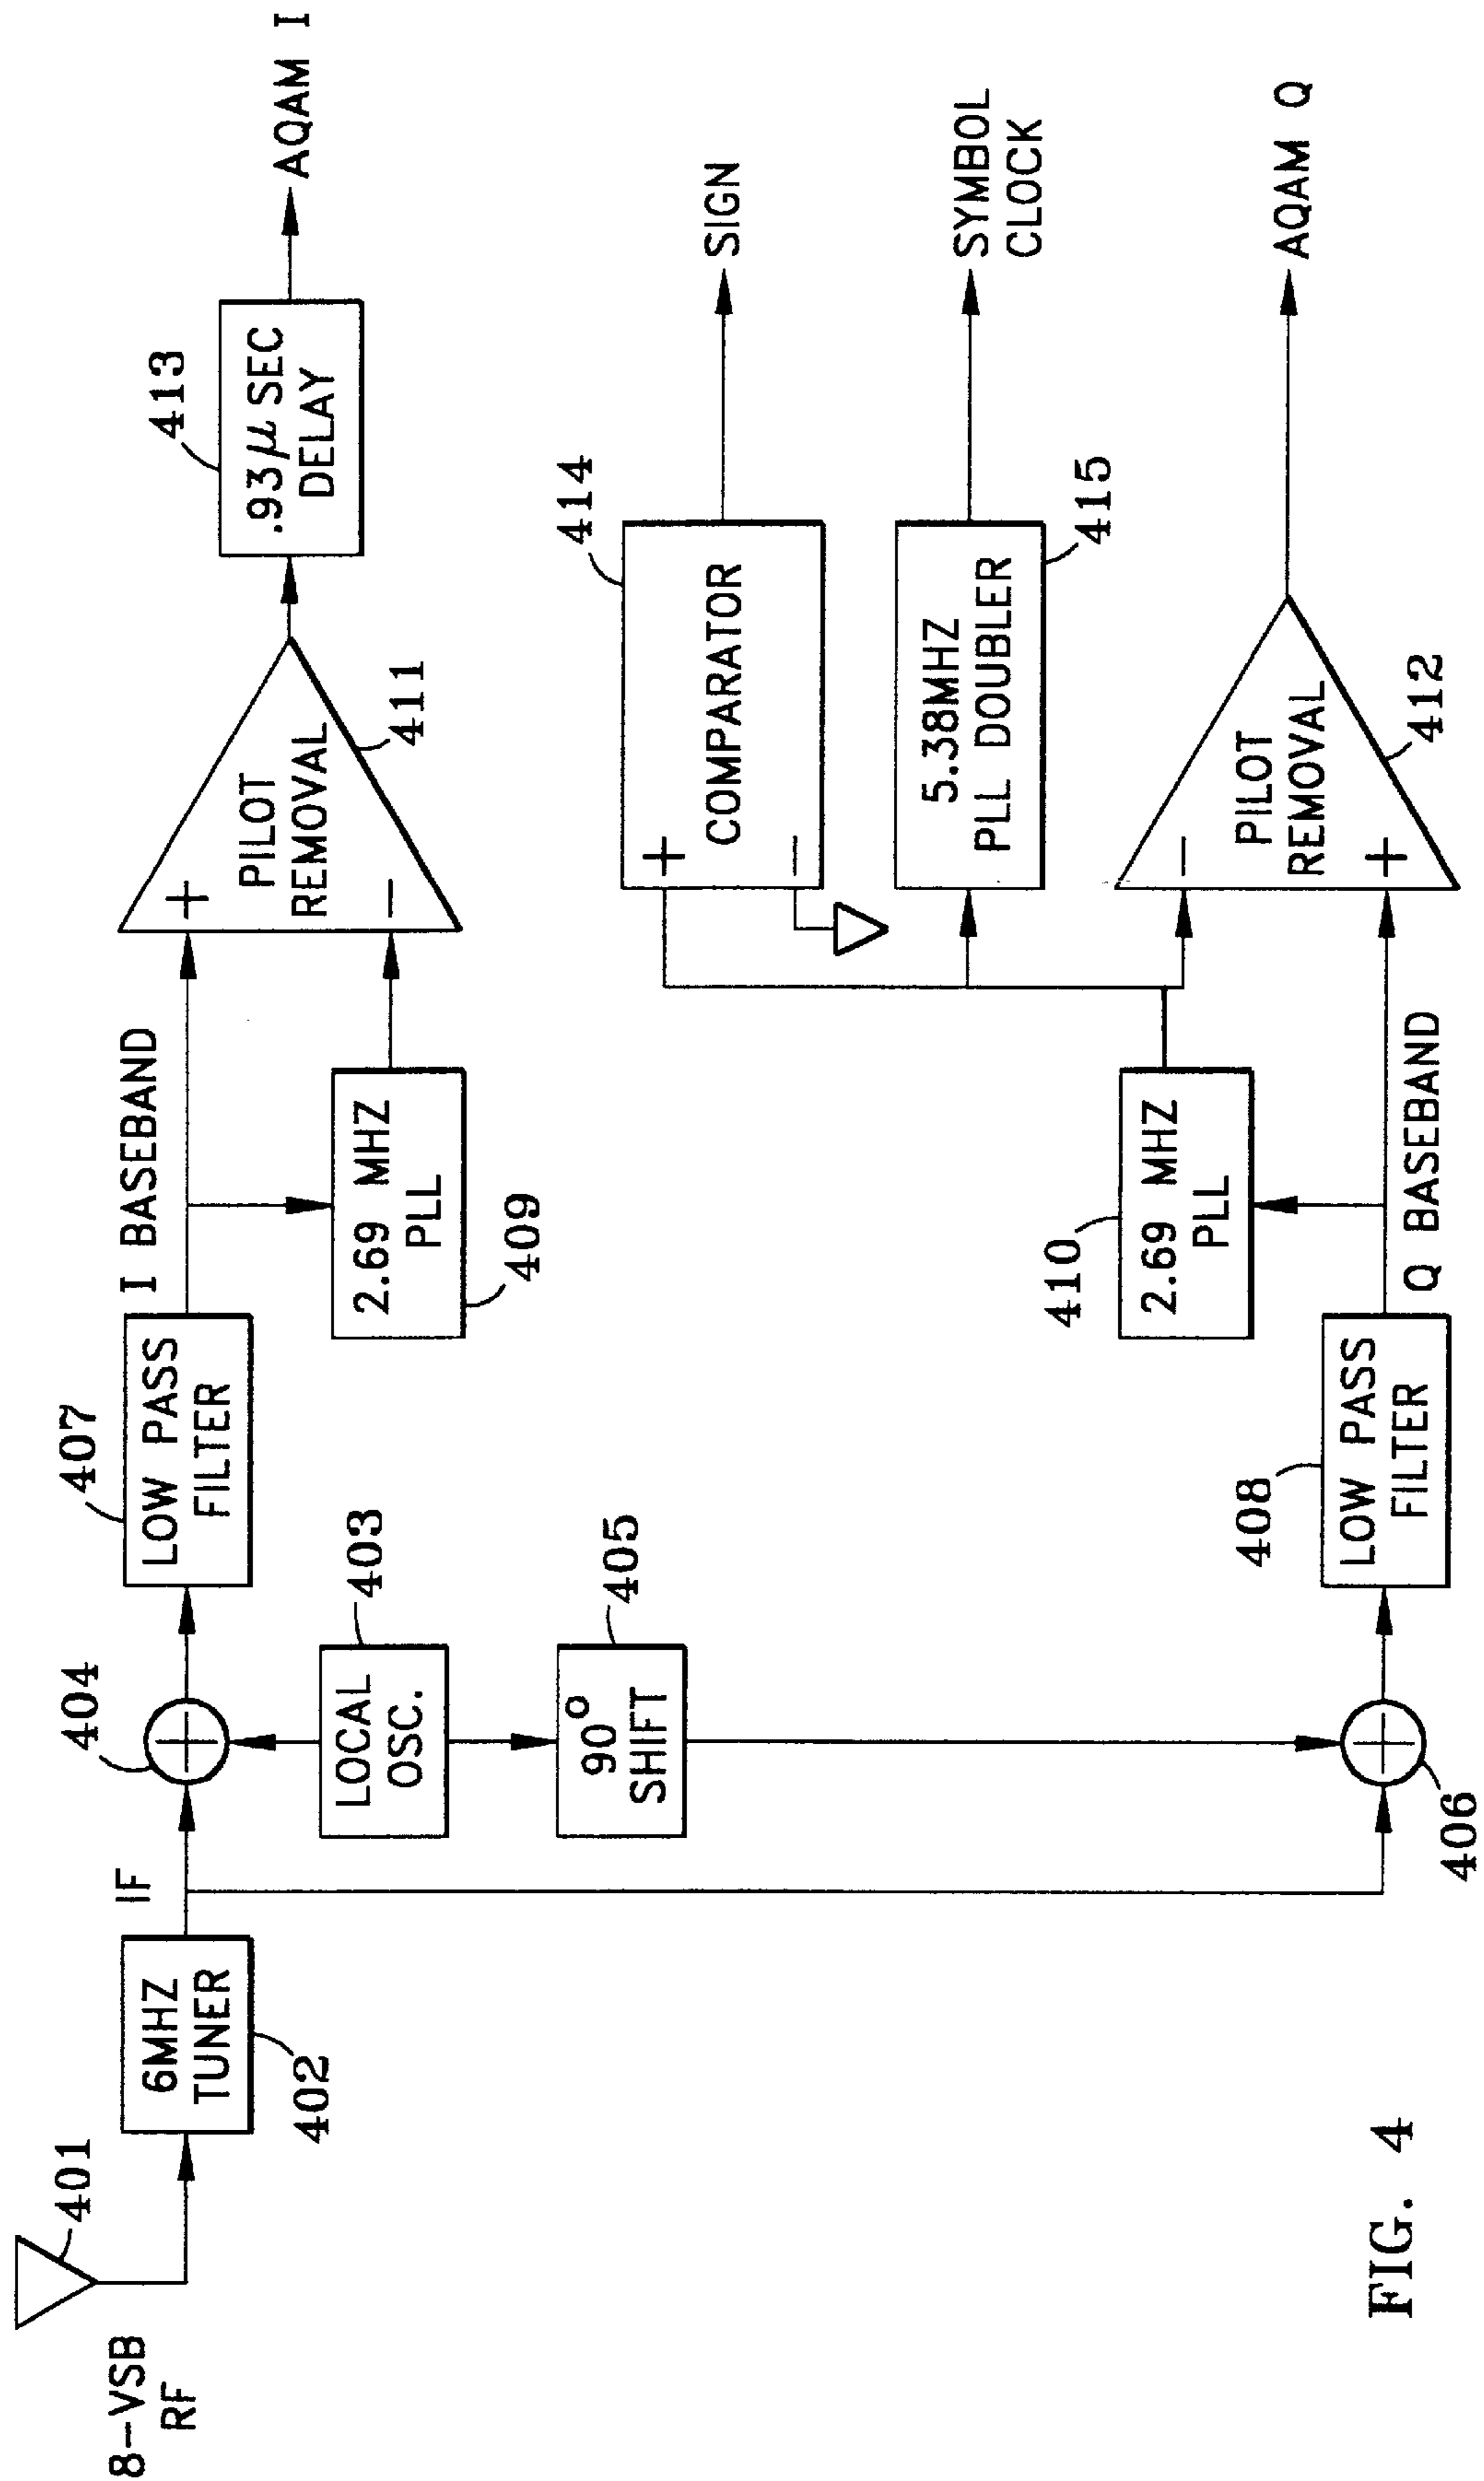 8-VSB
RF
401
6MHZ
TUNER
402
IF
404
LOCAL
OSC.
403
90°
SHIFT
405
406
407
LOW PASS
FILTER
408
LOW PASS
FILTER
I BASEBAND
2.69 MHZ
PLL
409
410
2.69 MHZ
PLL
Q BASEBAND
+
−
PILOT
REMOVAL
411
413
.93μSEC
DELAY
AQAM I
414
+
−
COMPARATOR
SIGN
5.38MHZ
PLL DOUBLER
415
SYMBOL
CLOCK
−
+
PILOT
REMOVAL
412
AQAM Q
FIG. 4